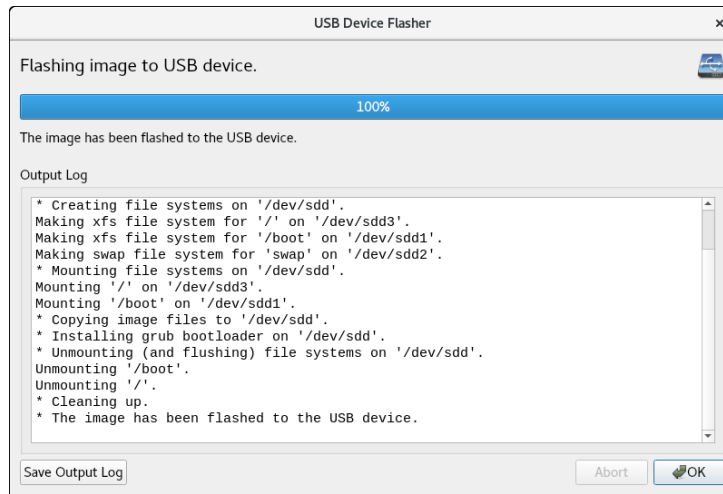 USB Device Flasher
Flashing image to USB device.
100%
The image has been flashed to the USB device.
Output Log
* Creating file systems on '/dev/sdd'.
Making xfs file system for '/' on '/dev/sdd3'.
Making xfs file system for '/boot' on '/dev/sdd1'.
Making swap file system for 'swap' on '/dev/sdd2'.
* Mounting file systems on '/dev/sdd'.
Mounting '/' on '/dev/sdd3'.
Mounting '/boot' on '/dev/sdd1'.
* Copying image files to '/dev/sdd'.
* Installing grub bootloader on '/dev/sdd'.
* Unmounting (and flushing) file systems on '/dev/sdd'.
Unmounting '/boot'.
Unmounting '/'.
* Cleaning up.
* The image has been flashed to the USB device.
Save Output Log
Abort
OK